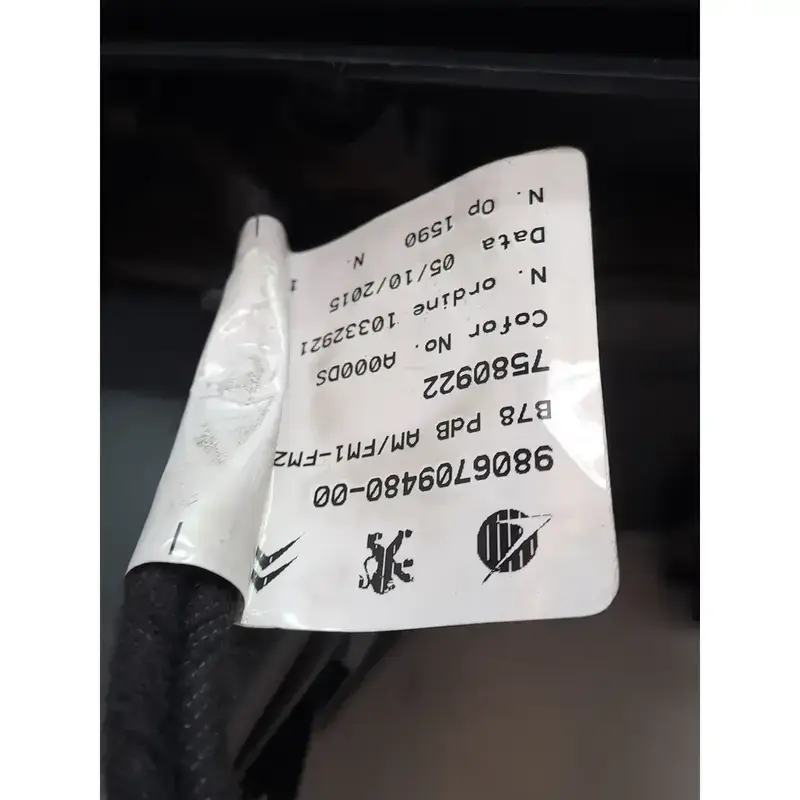 9806709480-00
B78 PdB AM/FM1-FM2
7580922
Cofor No. A000DS
N. ordine 10332921
Data 05/10/2015
N. Op 1590 N. 1